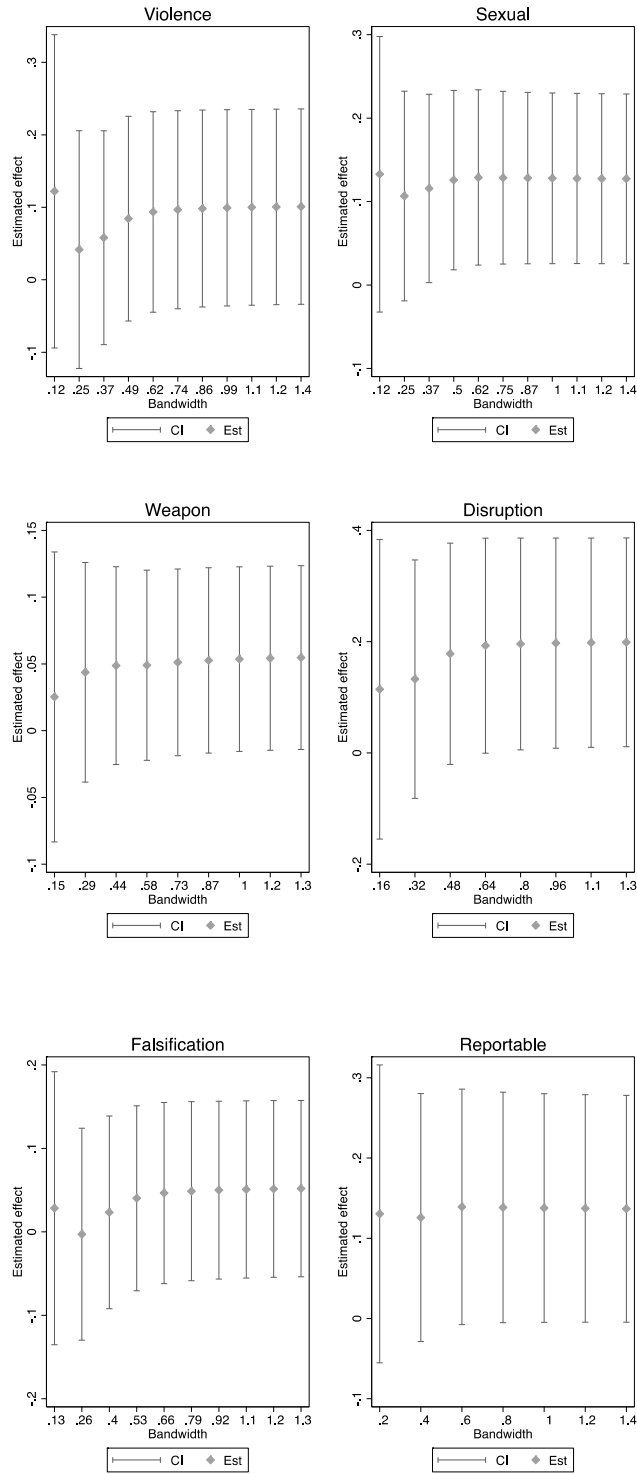 Violence
Estimated effect
-.1 0 .1 .2 .3
.12 .25 .37 .49 .62 .74 .86 .99 1.1 1.2 1.4
Bandwidth
CI Est
Sexual
Estimated effect
-.1 0 .1 .2 .3
.12 .25 .37 .5 .62 .75 .87 1 1.1 1.2 1.4
Bandwidth
CI Est
Weapon
Estimated effect
-.1 -.05 0 .05 .1 .15
.15 .29 .44 .58 .73 .87 1 1.2 1.3
Bandwidth
CI Est
Disruption
Estimated effect
-.2 0 .2 .4
.16 .32 .48 .64 .8 .96 1.1 1.3
Bandwidth
CI Est
Falsification
Estimated effect
-.2 -.1 0 .1 .2
.13 .26 .4 .53 .66 .79 .92 1.1 1.2 1.3
Bandwidth
CI Est
Reportable
Estimated effect
-.1 0 .1 .2 .3
.2 .4 .6 .8 1 1.2 1.4
Bandwidth
CI Est